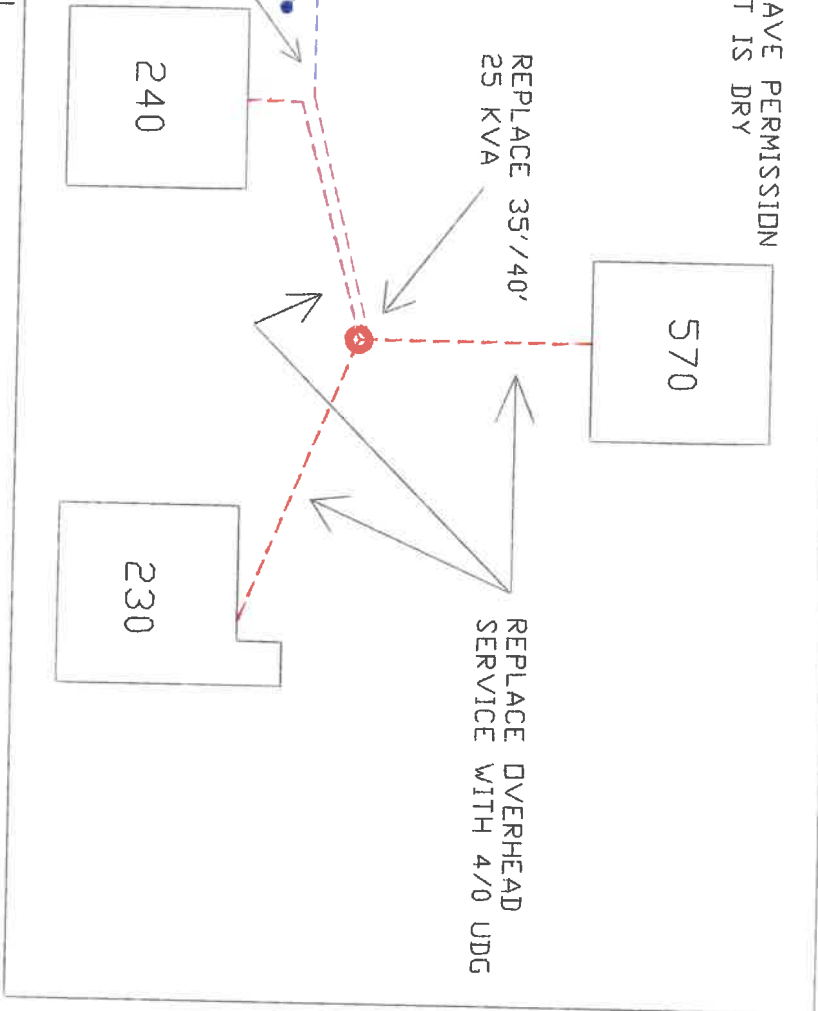 AVE PERMISSION
T IS DRY
REPLACE 35'/40'
25 KVA
570
240
230
REPLACE OVERHEAD
SERVICE WITH 4/0 UDG